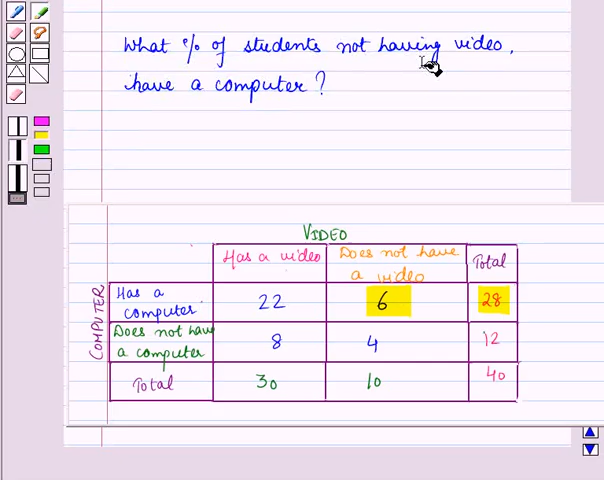 What % of students not having video,
have a computer?
VIDEO
Has a video
Does not have
a video
Total
COMPUTER
Has a
computer
22
6
28
Does not have
a computer
8
4
12
Total
30
10
40